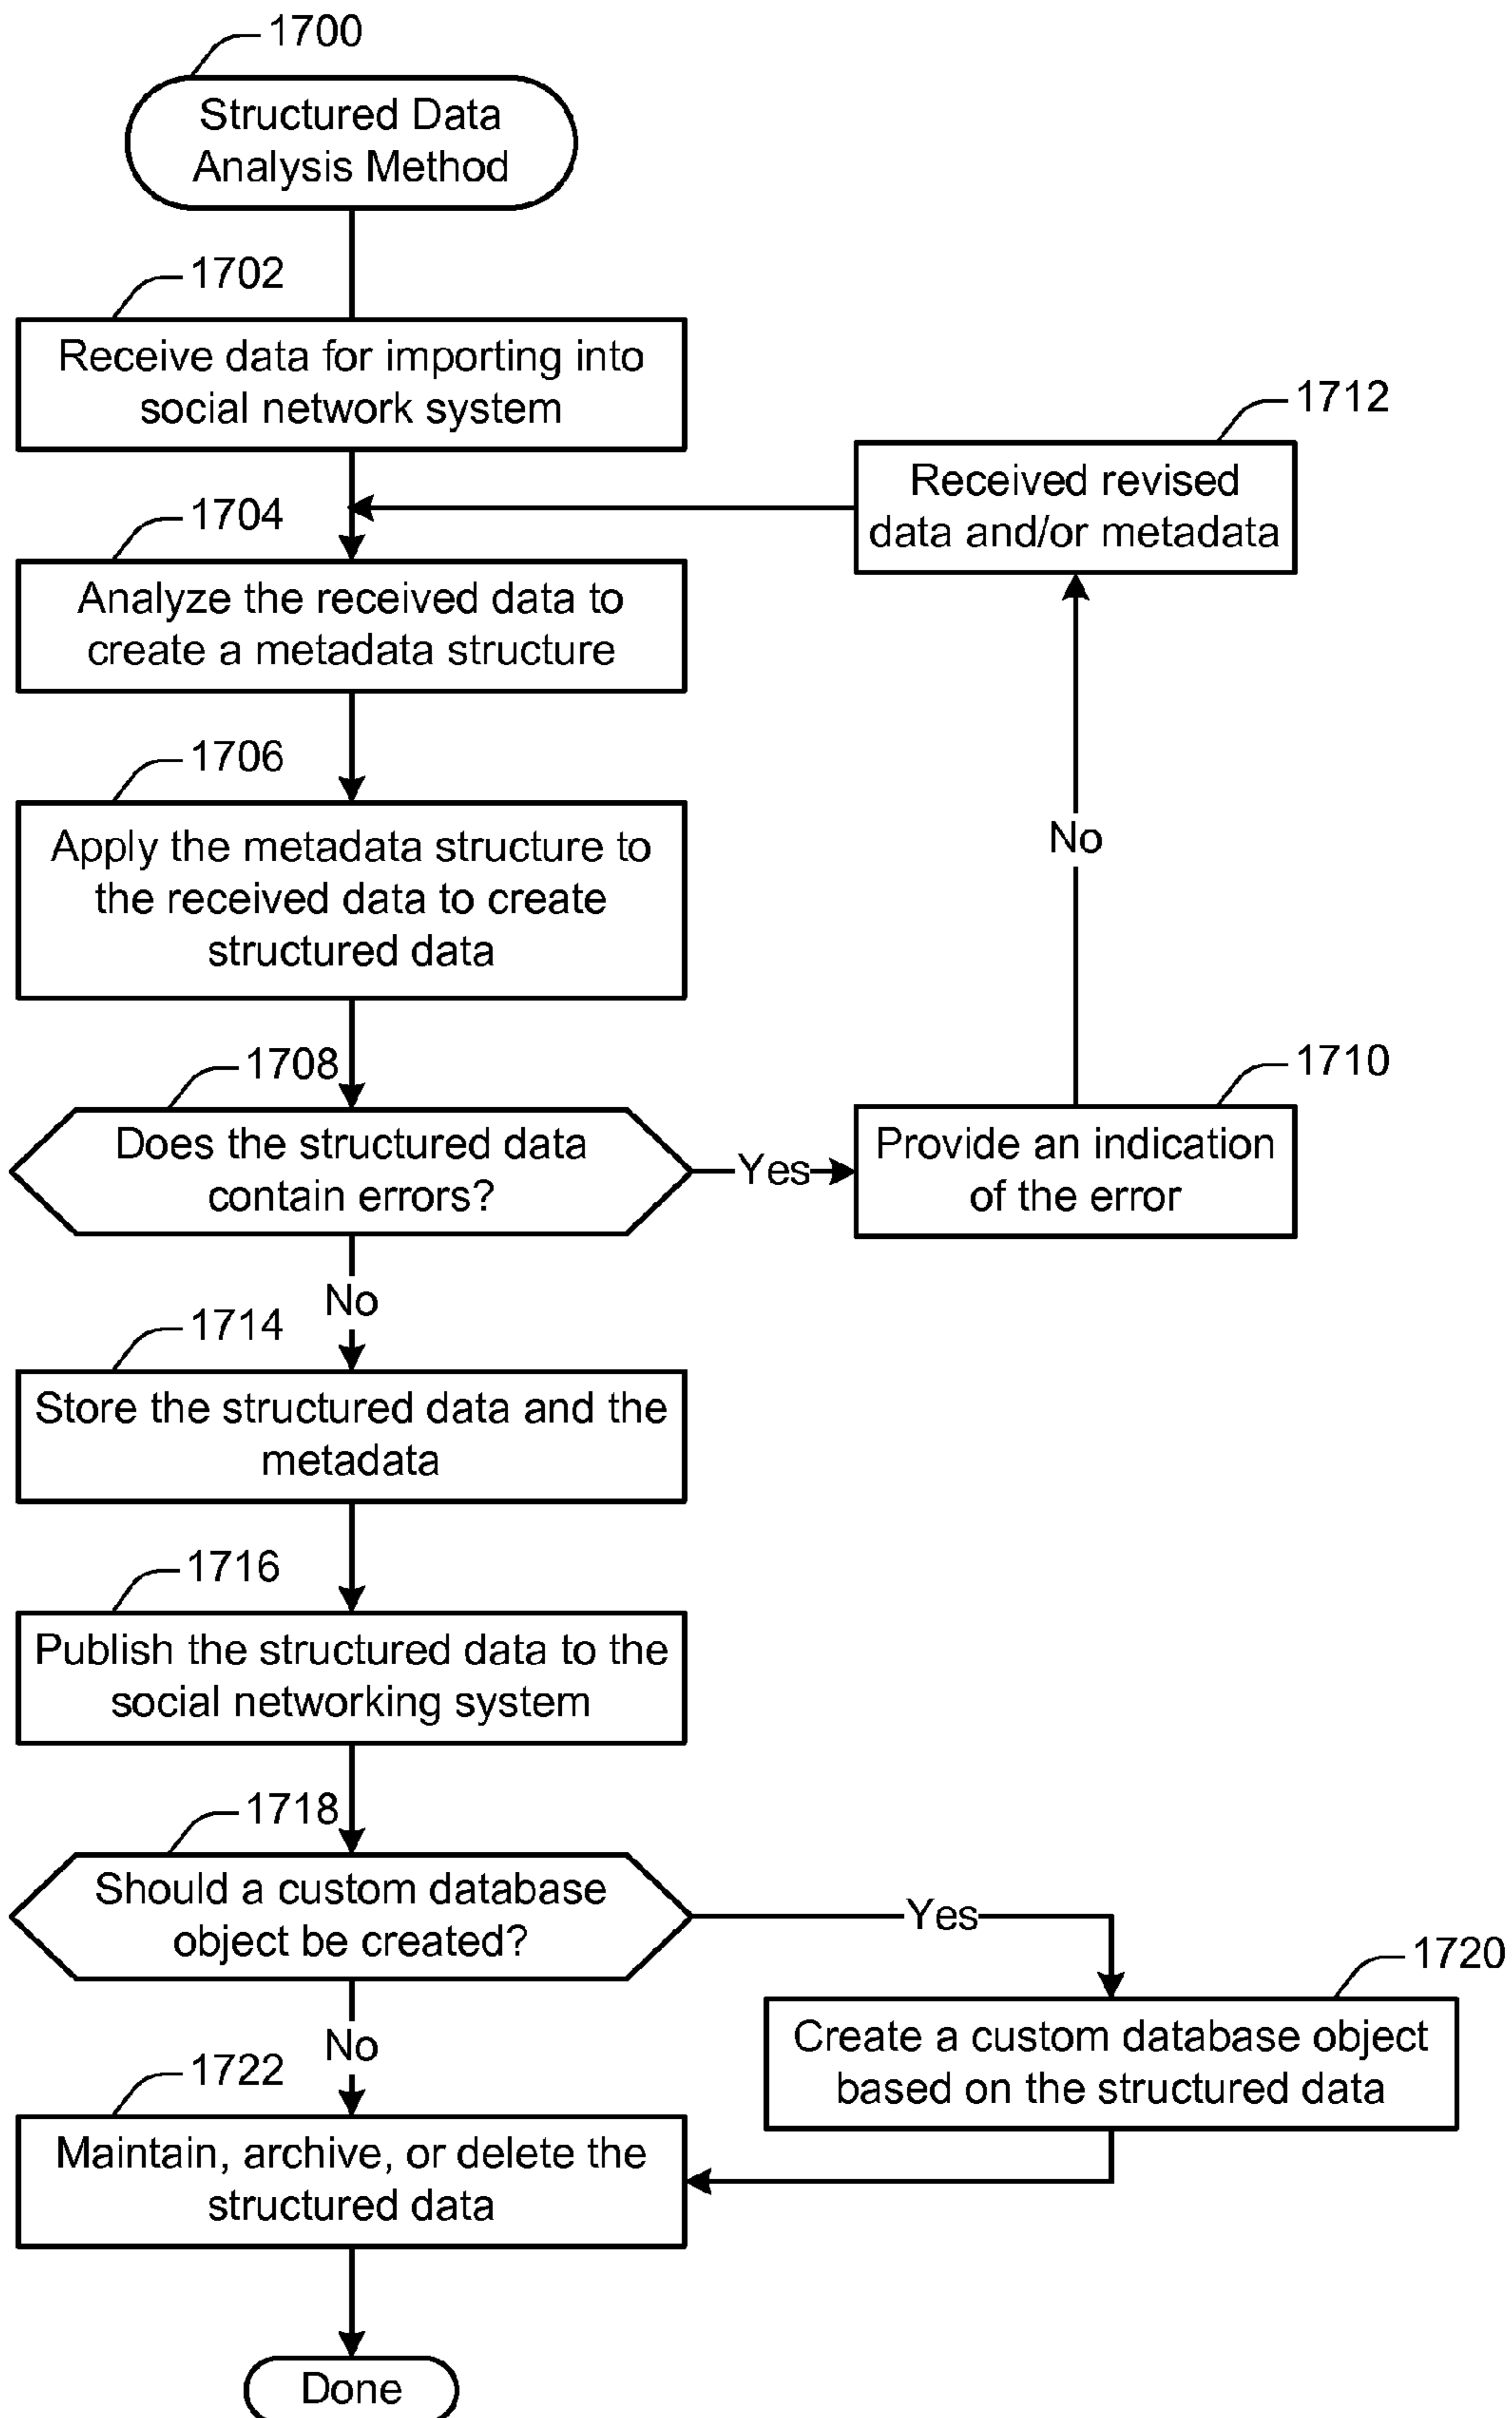 1700
Structured Data
Analysis Method
1702
Receive data for importing into
social network system
1712
Received revised
data and/or metadata
1704
Analyze the received data to
create a metadata structure
1706
Apply the metadata structure to
the received data to create
structured data
No
1708
Does the structured data
contain errors?
Yes
1710
Provide an indication
of the error
No
1714
Store the structured data and the
metadata
1716
Publish the structured data to the
social networking system
1718
Should a custom database
object be created?
Yes
1720
Create a custom database object
based on the structured data
No
1722
Maintain, archive, or delete the
structured data
Done